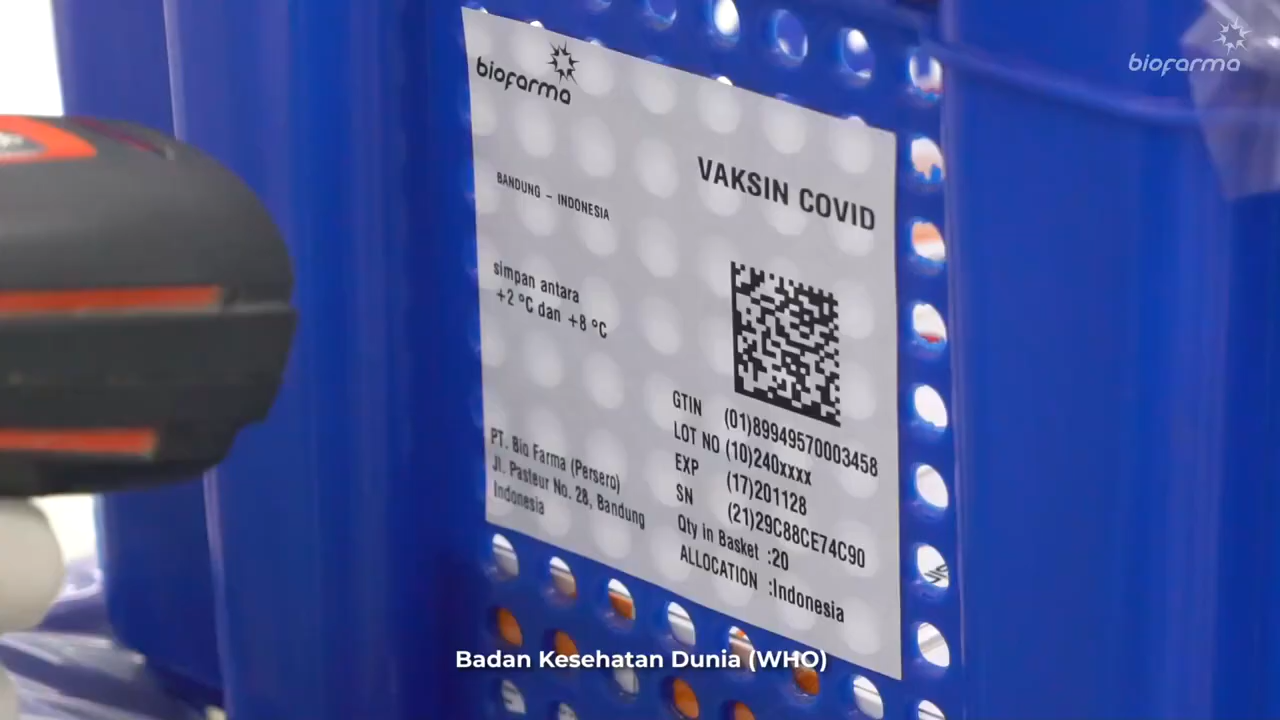 biofarma
biofarma
VAKSIN COVID
BANDUNG – INDONESIA
simpan antara
+2 °C dan +8 °C
GTIN (01)89949570003458
LOT NO (10)240xxxx
EXP (17)201128
SN (21)29C88CE74C90
Qty in Basket :20
ALLOCATION :Indonesia
PT. Bio Farma (Persero)
Jl. Pasteur No. 28, Bandung
Indonesia
Badan Kesehatan Dunia (WHO)